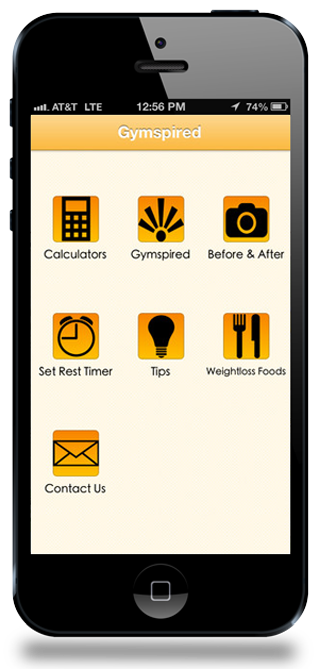 AT&T LTE 12:56 PM 74%
Gymspired
Calculators Gymspired Before & After
Set Rest Timer Tips Weightloss Foods
Contact Us